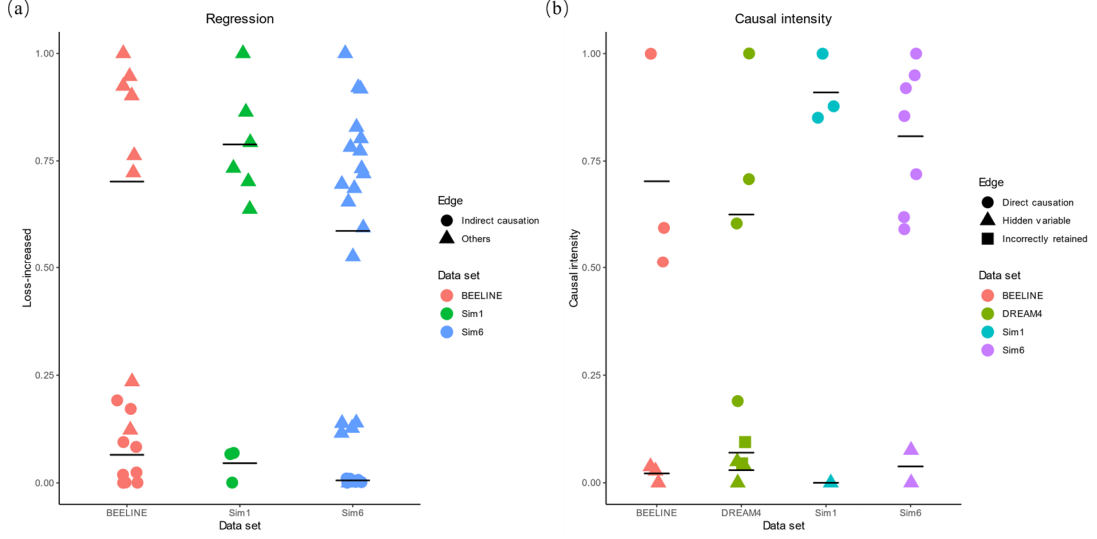 (a)
Regression
Loss-increased
1.00
0.75
0.50
0.25
0.00
BEELINE
Sim1
Sim6
Data set
Edge
Indirect causation
Others
Data set
BEELINE
Sim1
Sim6
(b)
Causal intensity
Causal intensity
1.00
0.75
0.50
0.25
0.00
BEELINE
DREAM4
Sim1
Sim6
Data set
Edge
Direct causation
Hidden variable
Incorrectly retained
Data set
BEELINE
DREAM4
Sim1
Sim6